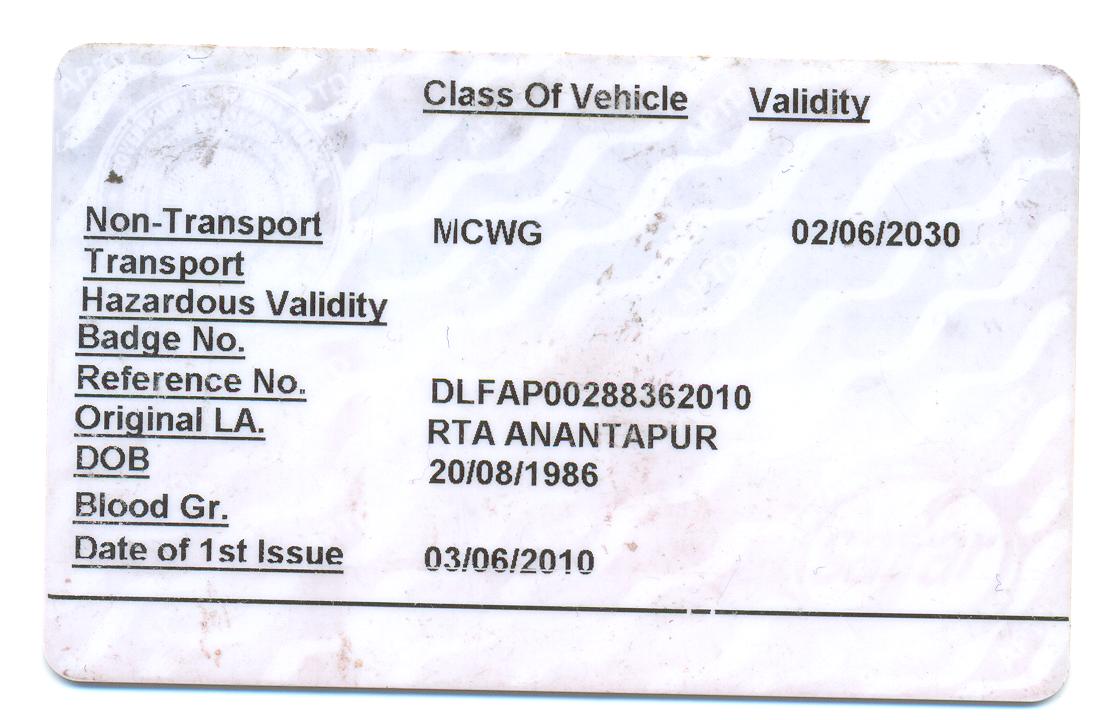 Class Of Vehicle Validity
Non-Transport MCWG 02/06/2030
Transport
Hazardous Validity
Badge No.
Reference No. DLFAP00288362010
Original LA. RTA ANANTAPUR
DOB 20/08/1986
Blood Gr.
Date of 1st Issue 03/06/2010